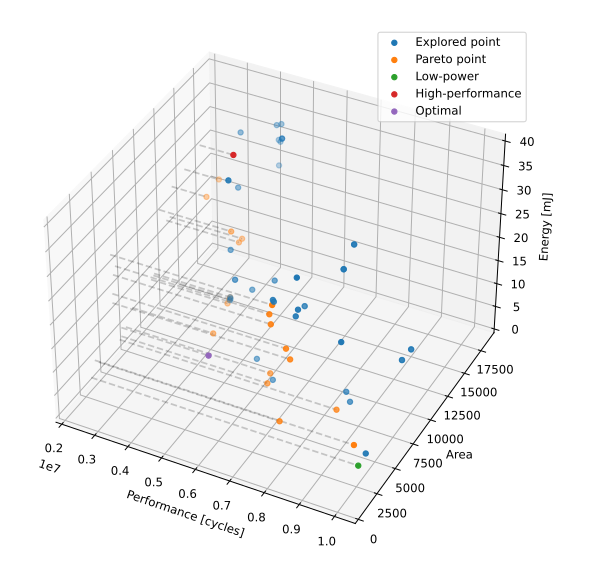 Explored point
Pareto point
Low-power
High-performance
Optimal
40
35
30
25
20
15
10
5
0
Energy [mJ]
17500
15000
12500
10000
7500
5000
2500
0
Area
0.2
0.3
0.4
0.5
0.6
0.7
0.8
0.9
1.0
1e7
Performance [cycles]